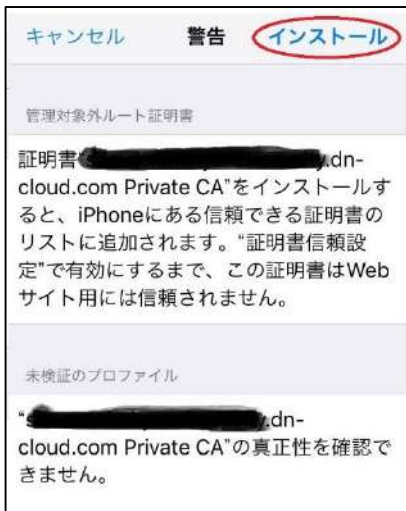 キャンセル 警告 インストール
管理対象外ルート証明書
証明書 .dn-
cloud.com Private CA”をインストールす
ると、iPhoneにある信頼できる証明書の
リストに追加されます。“証明書信頼設
定”で有効にするまで、この証明書はWeb
サイト用には信頼されません。
未検証のプロファイル
“s .dn-
cloud.com Private CA”の真正性を確認で
きません。